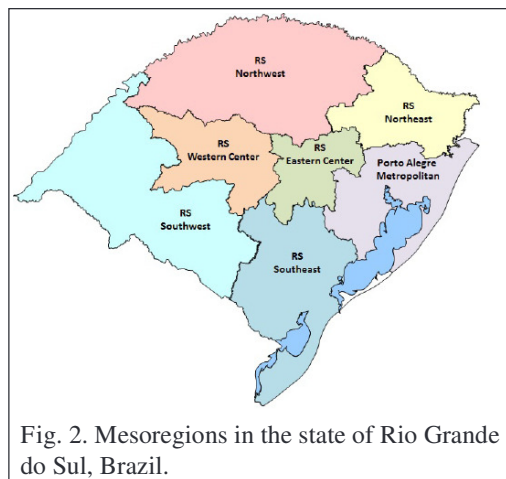 RS
Northwest
RS
Northeast
RS
Western Center
RS
Eastern Center
Porto Alegre
Metropolitan
RS
Southwest
RS
Southeast
Fig. 2. Mesoregions in the state of Rio Grande
do Sul, Brazil.